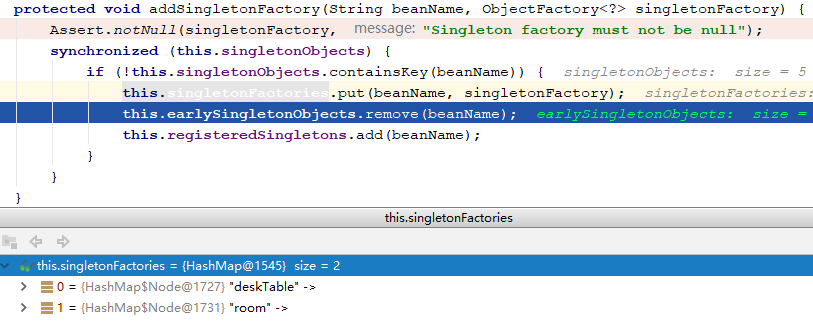 protected void addSingletonFactory(String beanName, ObjectFactory<?> singletonFactory) {
Assert.notNull(singletonFactory, message: "Singleton factory must not be null");
synchronized (this.singletonObjects) {
if (!this.singletonObjects.containsKey(beanName)) { singletonObjects: size = 5
this.singletonFactories.put(beanName, singletonFactory); singletonFactories:
this.earlySingletonObjects.remove(beanName); earlySingletonObjects: size =
this.registeredSingletons.add(beanName);
}
}
}
this.singletonFactories
this.singletonFactories = {HashMap@1545} size = 2
0 = {HashMap$Node@1727} "deskTable" ->
1 = {HashMap$Node@1731} "room" ->